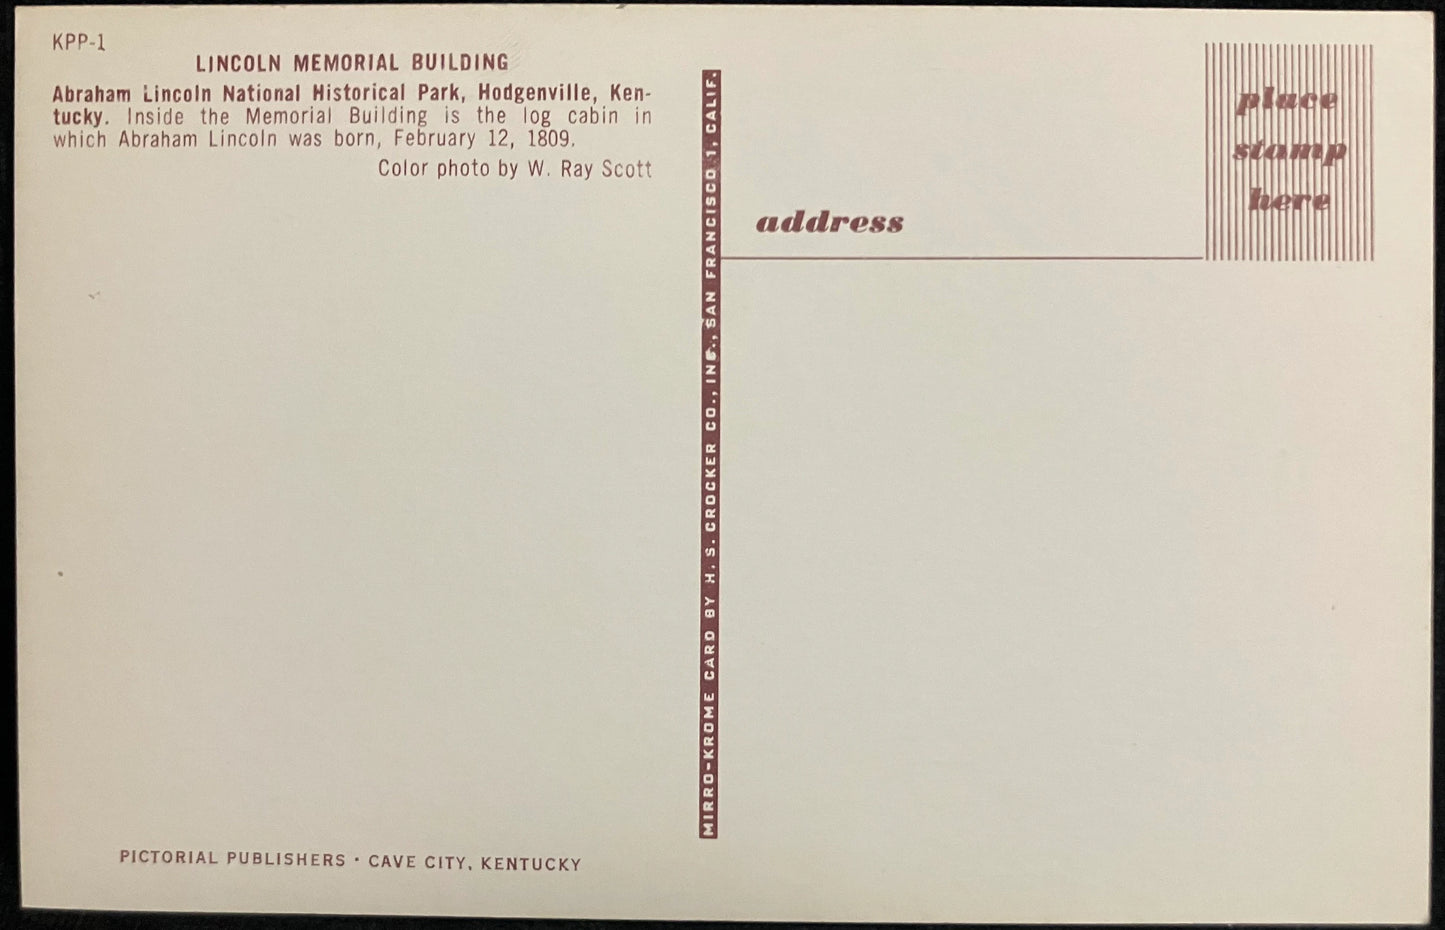 KPP-1
LINCOLN MEMORIAL BUILDING
Abraham Lincoln National Historical Park, Hodgenville, Ken-
tucky. Inside the Memorial Building is the log cabin in
which Abraham Lincoln was born, February 12, 1809.
Color photo by W. Ray Scott
PICTORIAL PUBLISHERS · CAVE CITY, KENTUCKY
MIRRO-KROME CARD BY H. S. CROCKER CO., INC., SAN FRANCISCO 1, CALIF.
place
stamp
here
address